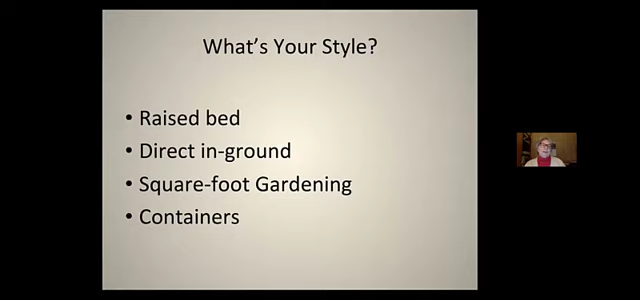 What's Your Style?
• Raised bed
• Direct in-ground
• Square-foot Gardening
• Containers